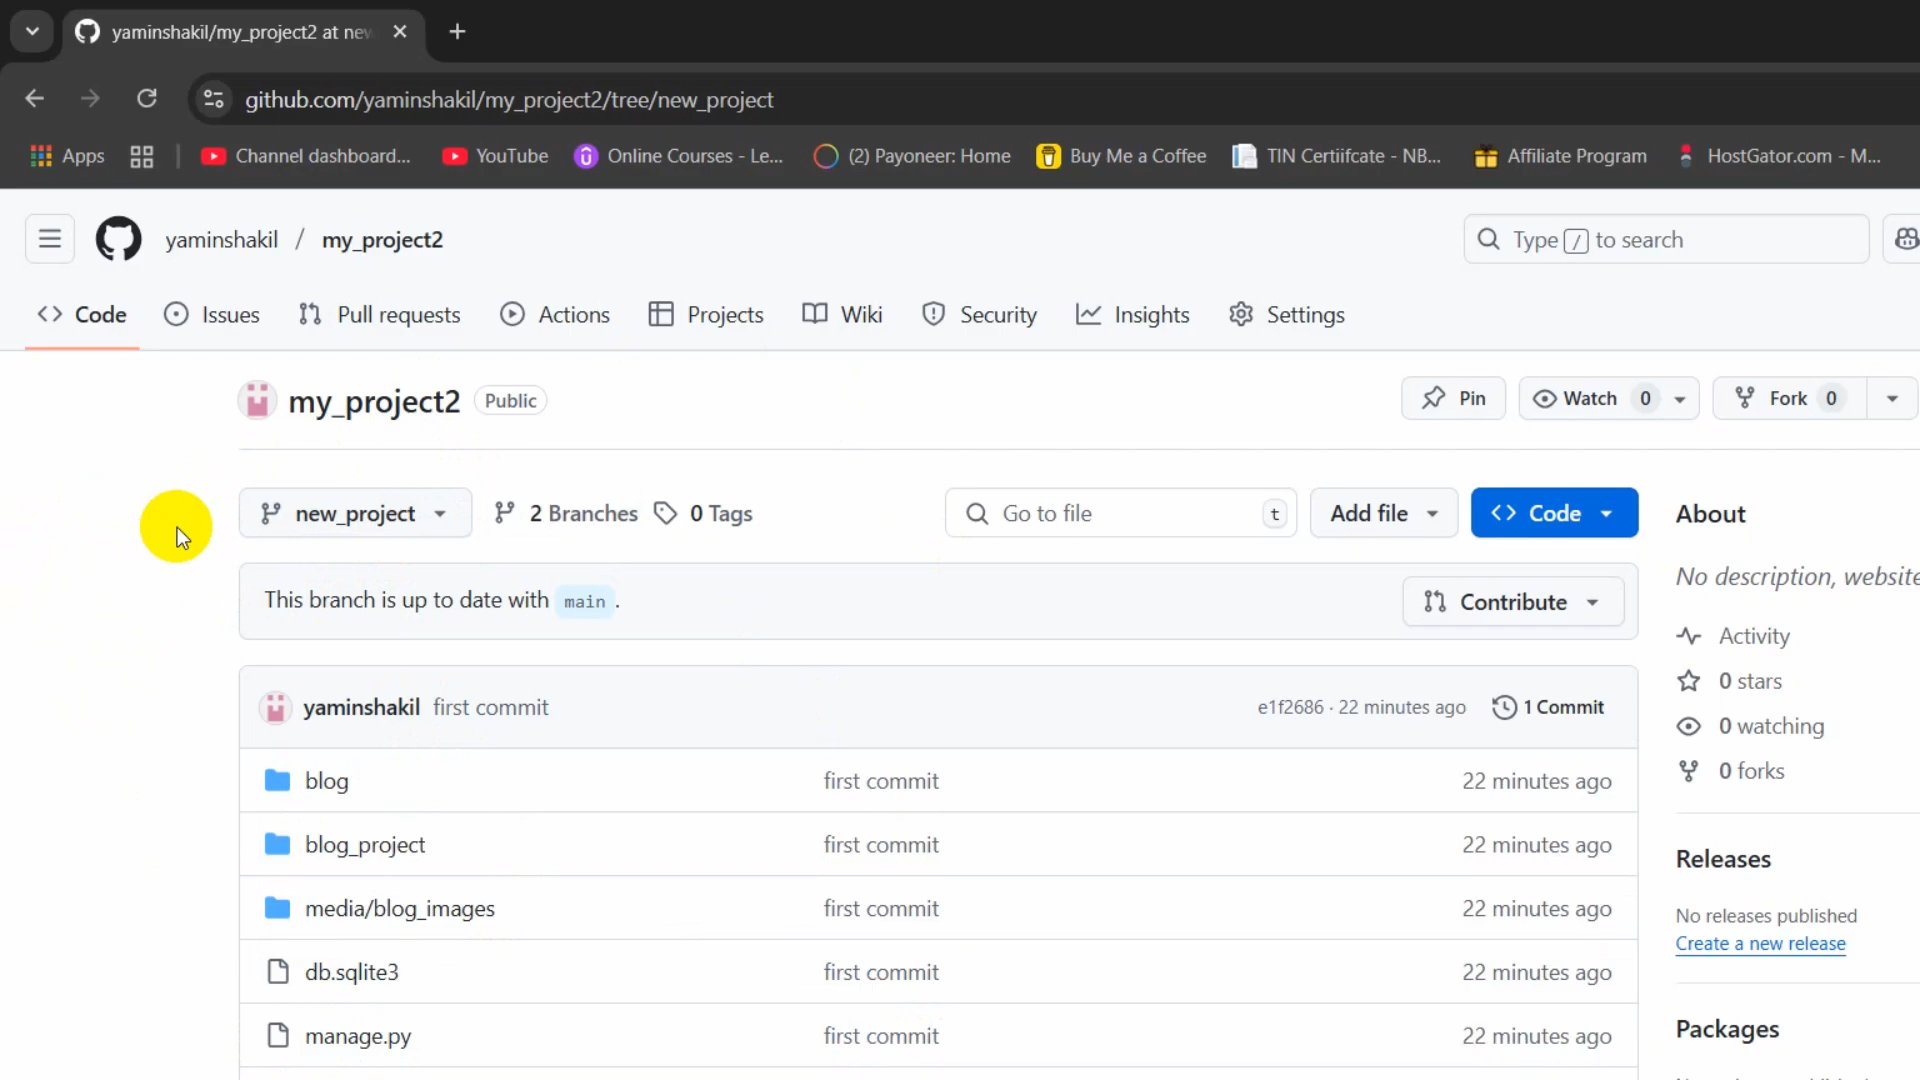 yaminshakil/my_project2 at new
github.com/yaminshakil/my_project2/tree/new_project
Apps
Channel dashboard...
YouTube
Online Courses - Le...
(2) Payoneer: Home
Buy Me a Coffee
TIN Certiifcate - NB...
Affiliate Program
HostGator.com - M...
yaminshakil / my_project2
Type / to search
Code
Issues
Pull requests
Actions
Projects
Wiki
Security
Insights
Settings
my_project2 Public
Pin
Watch 0
Fork 0
new_project
2 Branches
0 Tags
Go to file t
Add file
Code
About
This branch is up to date with main .
Contribute
No description, website
Activity
0 stars
0 watching
0 forks
yaminshakil first commit e1f2686 · 22 minutes ago 1 Commit
blog first commit 22 minutes ago
blog_project first commit 22 minutes ago
media/blog_images first commit 22 minutes ago
db.sqlite3 first commit 22 minutes ago
manage.py first commit 22 minutes ago
Releases
No releases published
Create a new release
Packages